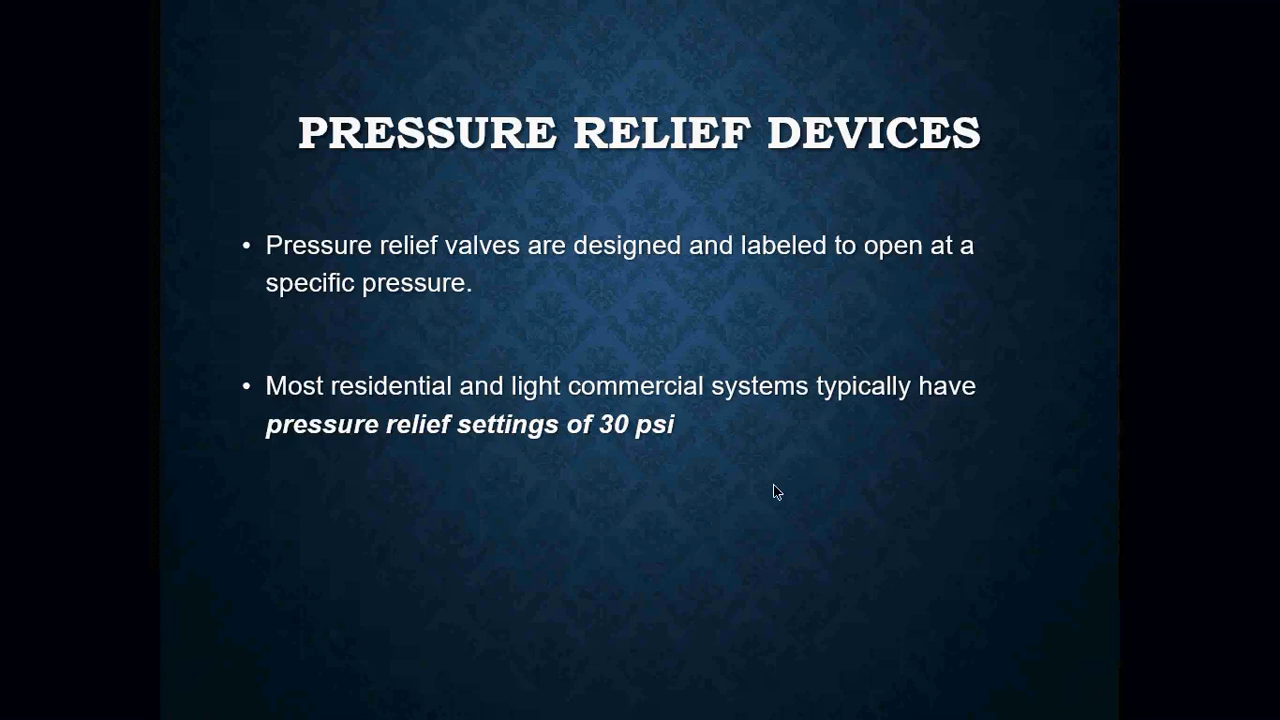 PRESSURE RELIEF DEVICES
• Pressure relief valves are designed and labeled to open at a
specific pressure.
• Most residential and light commercial systems typically have
pressure relief settings of 30 psi